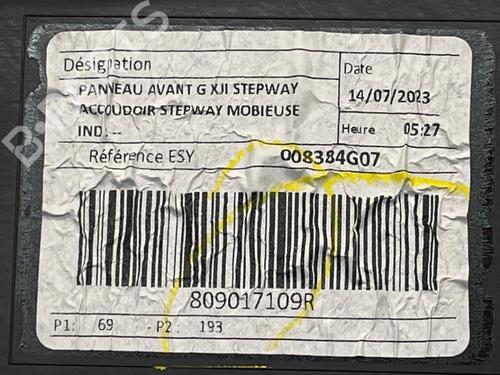 Désignation
PANNEAU AVANT G XJI STEPWAY
ACCOUDOIR STEPWAY MOBIEUSE
IND: --
Date
14/07/2023
Heure 05:27
Référence ESY 008384G07
809017109R
P1: 69 - P2: 193